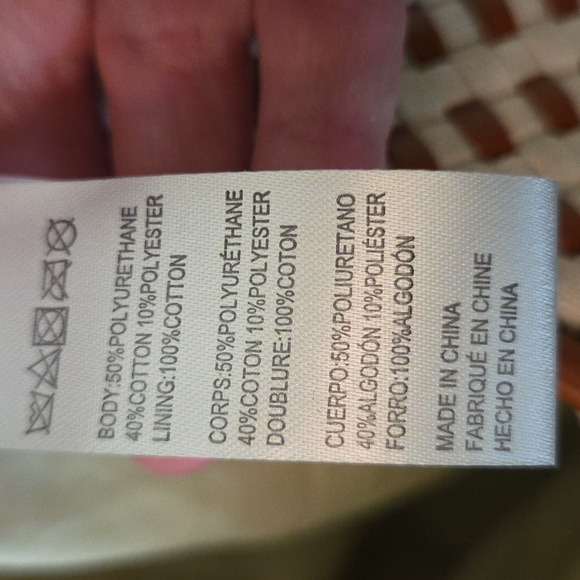 BODY:50%POLYURETHANE
40%COTTON 10%POLYESTER
LINING:100%COTTON
CORPS:50%POLYURÉTHANE
40%COTON 10%POLYESTER
DOUBLURE:100%COTON
CUERPO:50%POLIURETANO
40%ALGODÓN 10%POLIÉSTER
FORRO:100%ALGODÓN
MADE IN CHINA
FABRIQUÉ EN CHINE
HECHO EN CHINA